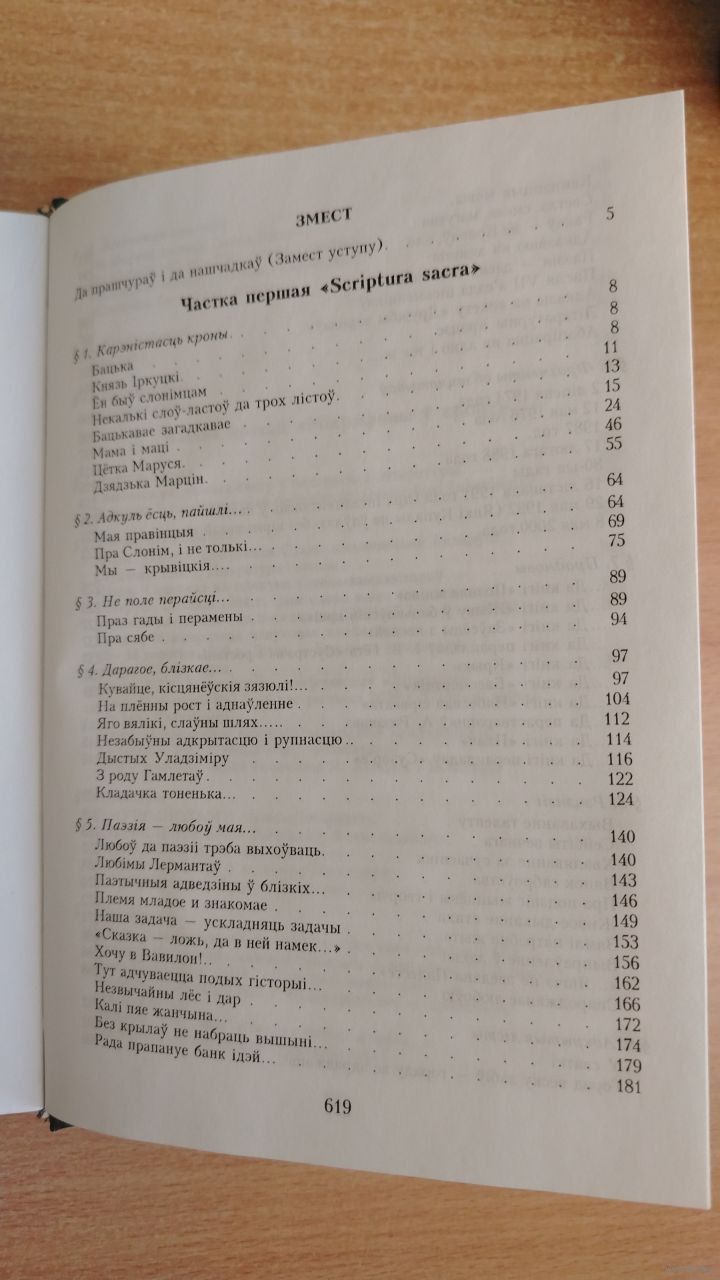 ЗМЕСТ
Да прашчураў і да нашчадкаў (Замест уступу). . . . . . . 5
Частка першая «Scriptura sacra»
§ 1. Карэністасць кроны. . . . . . . . 8
Бацька . . . . . . . . 8
Князь Іркуцкі. . . . . . . . 8
Ён быў слонімцам . . . . . . . . 11
Некалькі слоў-ластоў да трох лістоў. . . . . . . . 13
Бацькавае загадкавае . . . . . . . . 15
Мама і маці . . . . . . . . 24
Цётка Маруся. . . . . . . . 46
Дзядзька Марцін. . . . . . . . 55
§ 2. Адкуль ёсць, пайшлі... . . . . . . . . 64
Мая правінцыя . . . . . . . . 64
Пра Слонім, і не толькі... . . . . . . . . 69
Мы — крывіцкія.... . . . . . . . . 75
§ 3. Не поле перайсці... . . . . . . . . 89
Праз гады і перамены . . . . . . . . 89
Пра сябе . . . . . . . . 94
§ 4. Дарагое, блізкае... . . . . . . . . 97
Кувайце, кісцянёўскія зязюлі!... . . . . . . . . 97
На плённы рост і аднаўленне . . . . . . . . 104
Яго вялікі, слаўны шлях..... . . . . . . . . 112
Незабыўны адкрытасцю і рупнасцю . . . . . . . . 114
Дыстых Уладзіміру . . . . . . . . 116
З роду Гамлетаў. . . . . . . . 122
Кладачка тоненька... . . . . . . . . 124
§ 5. Паэзія — любоў мая... . . . . . . . . 140
Любоў да паэзіі трэба выхоўваць. . . . . . . . 140
Любімы Лермантаў . . . . . . . . 143
Паэтычныя адведзіны ў блізкіх... . . . . . . . . 146
Племя младое и знакомае . . . . . . . . 149
Наша задача — ускладняць задачы . . . . . . . . 153
«Сказка — ложь, да в ней намек...» . . . . . . . . 156
Хочу в Вавилон!.. . . . . . . . 162
Тут адчуваецца подых гісторыі... . . . . . . . . 166
Незвычайны лёс і дар . . . . . . . . 172
Калі пяе жанчына... . . . . . . . . 174
Без крылаў не набраць вышыні... . . . . . . . . 179
Рада прапануе банк ідэй... . . . . . . . . 181
619